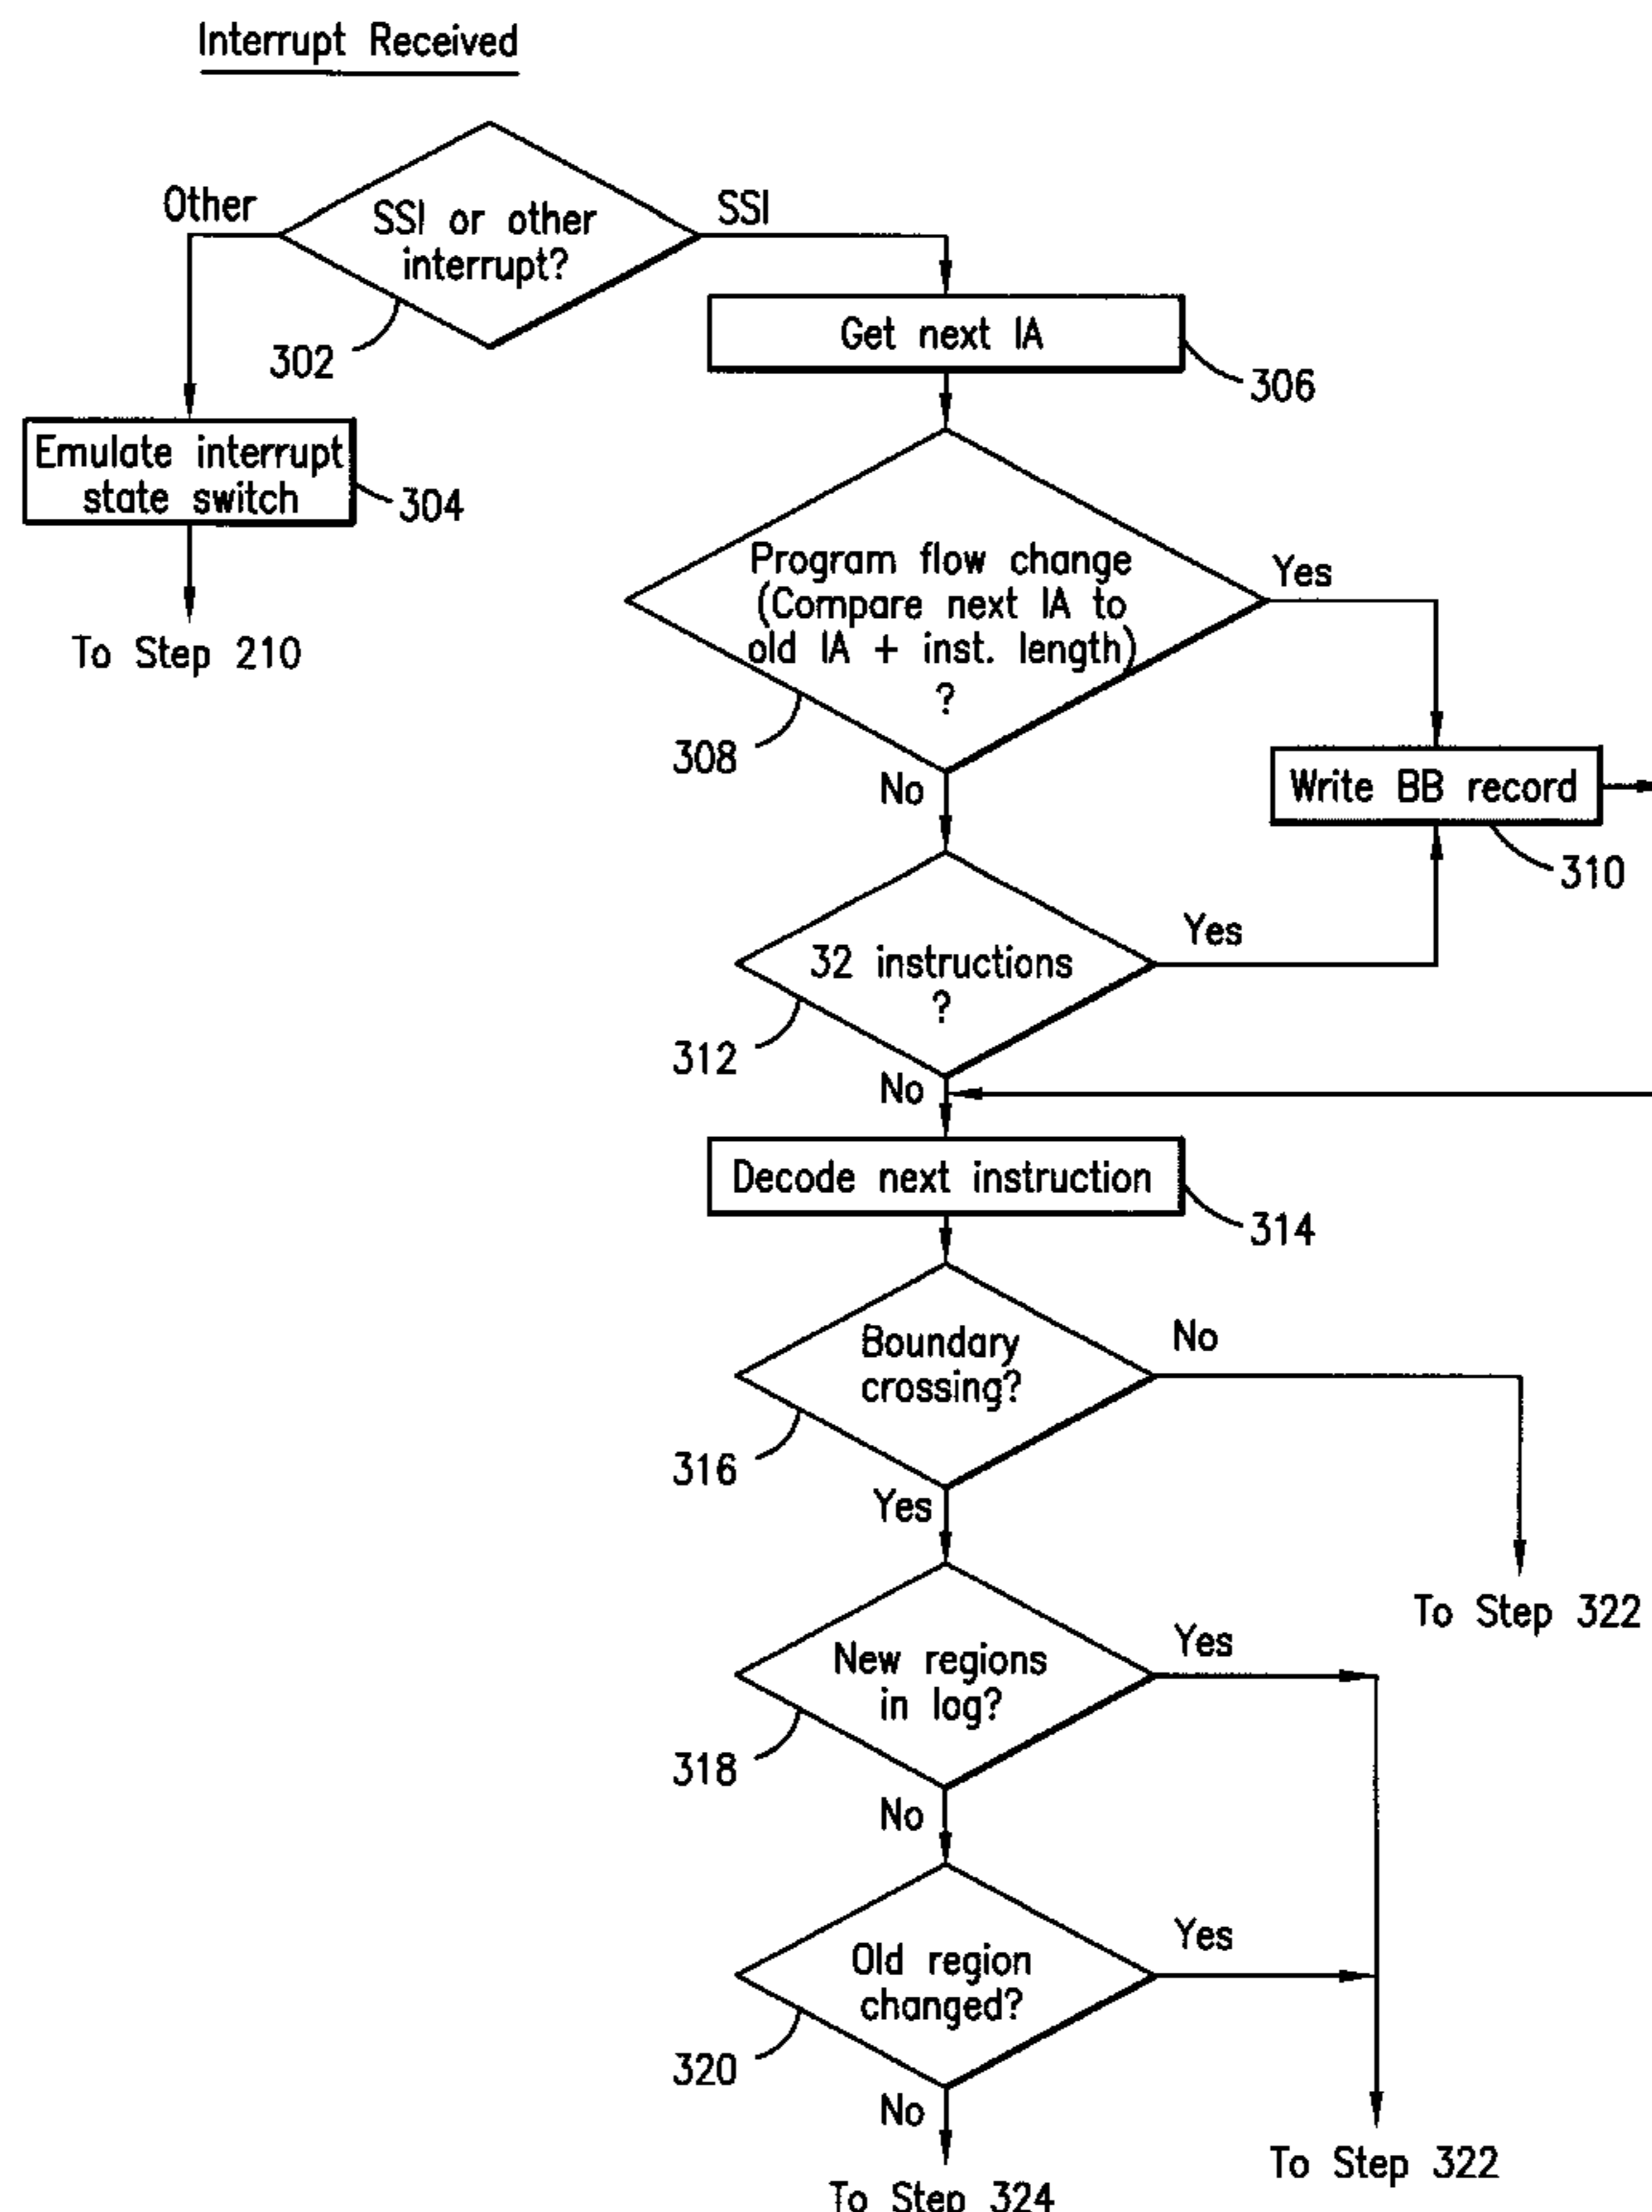 Interrupt Received
Other
SSI or other
interrupt?
SSI
302
Get next IA
306
Emulate interrupt
state switch
304
To Step 210
Program flow change
(Compare next IA to
old IA + inst. length)
?
Yes
308
No
Write BB record
310
32 instructions
?
Yes
312
No
Decode next instruction
314
Boundary
crossing?
No
316
Yes
To Step 322
New regions
in log?
Yes
318
No
Old region
changed?
Yes
320
No
To Step 322
To Step 324